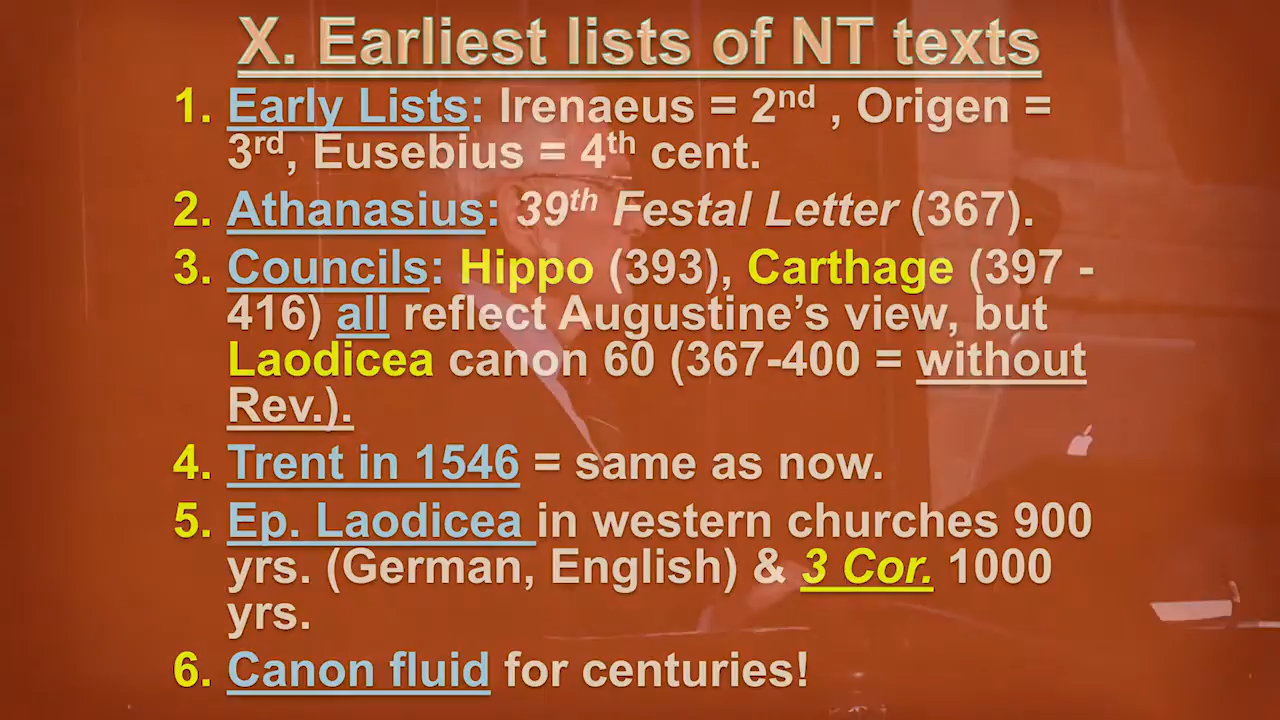 X. Earliest lists of NT texts
1. Early Lists: Irenaeus = 2nd , Origen =
3rd, Eusebius = 4th cent.
2. Athanasius: 39th Festal Letter (367).
3. Councils: Hippo (393), Carthage (397 -
416) all reflect Augustine’s view, but
Laodicea canon 60 (367-400 = without
Rev.).
4. Trent in 1546 = same as now.
5. Ep. Laodicea in western churches 900
yrs. (German, English) & 3 Cor. 1000
yrs.
6. Canon fluid for centuries!